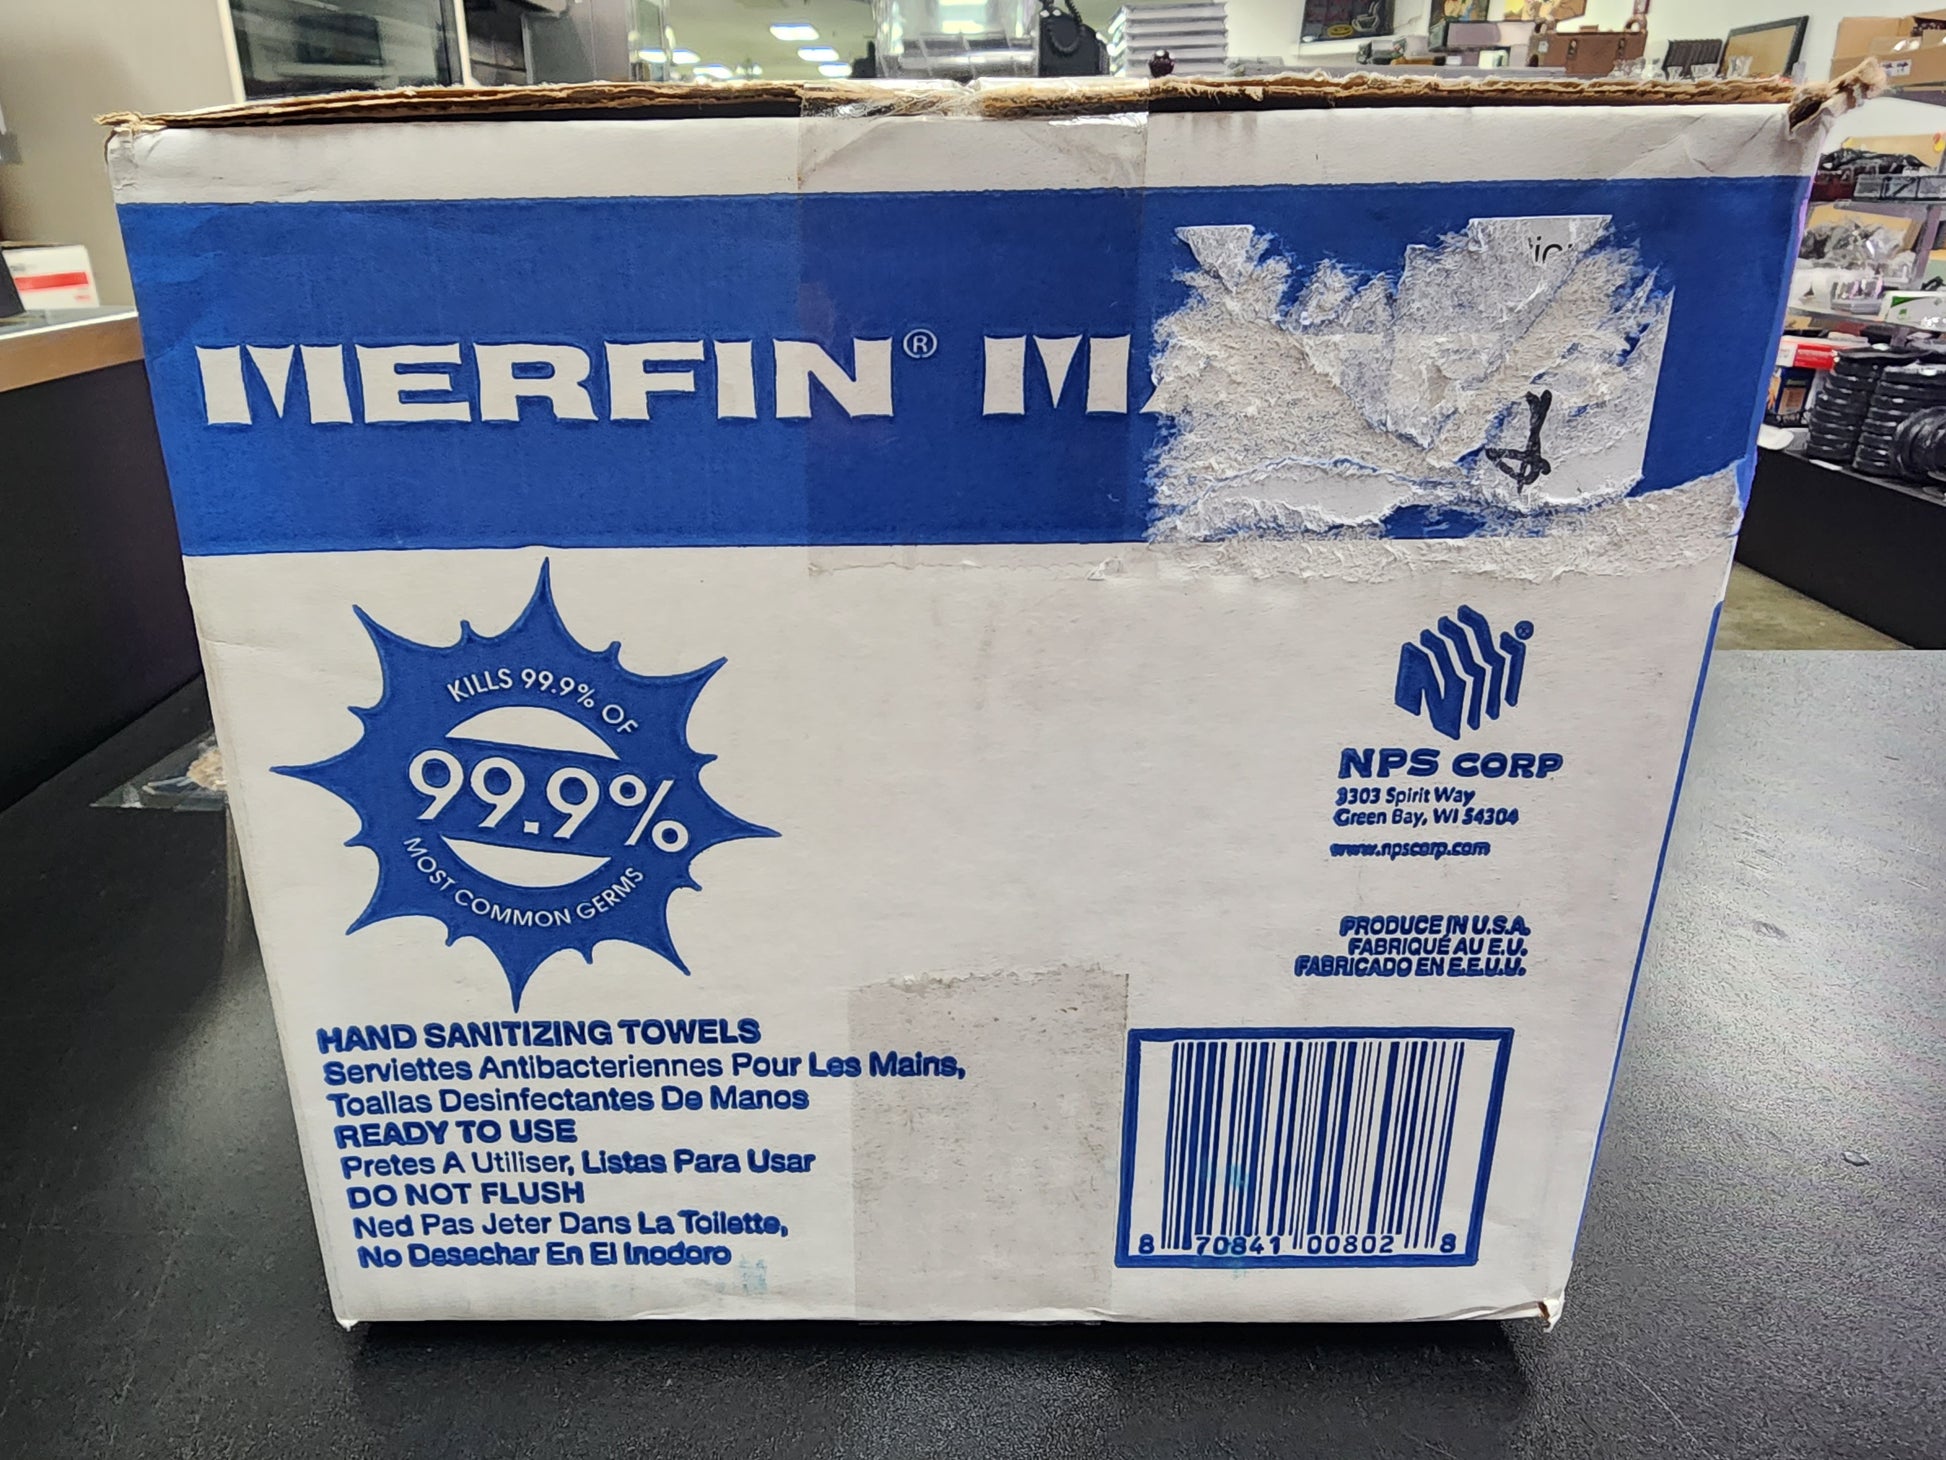 MERFIN®
KILLS 99.9% OF
99.9%
MOST COMMON GERMS
NPS CORP
3303 Spirit Way
Green Bay, WI 54304
www.npscorp.com
PRODUCE IN U.S.A.
FABRIQUÉ AU E.U.
FABRICADO EN E.E.U.U.
HAND SANITIZING TOWELS
Serviettes Antibacteriennes Pour Les Mains,
Toallas Desinfectantes De Manos
READY TO USE
Pretes A Utiliser, Listas Para Usar
DO NOT FLUSH
Ned Pas Jeter Dans La Toilette,
No Desechar En El Inodoro
8 70841 00802 8